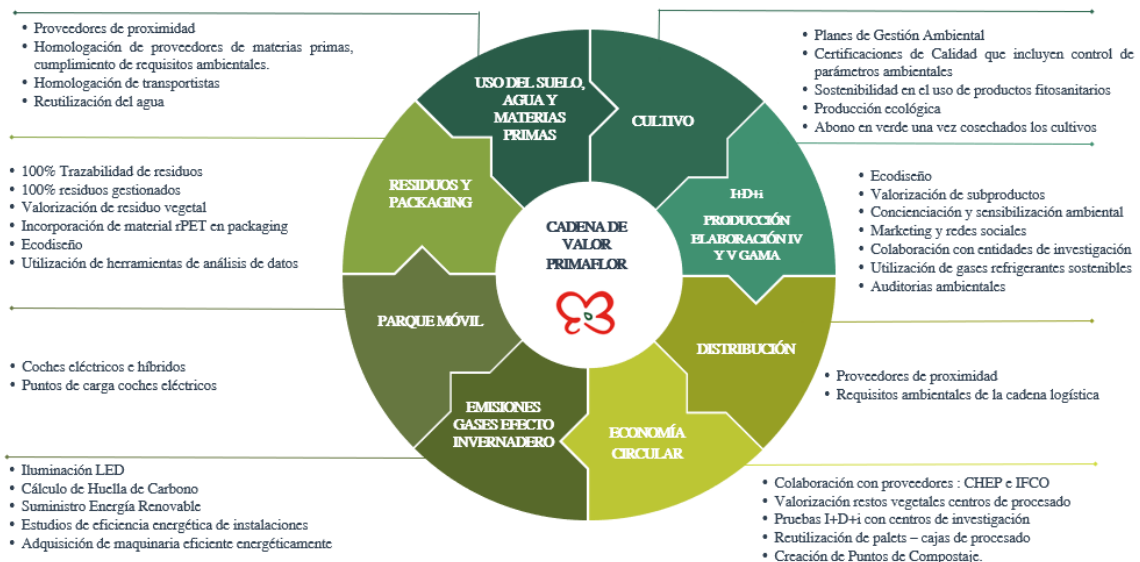 • Proveedores de proximidad
• Homologación de proveedores de materias primas,
cumplimiento de requisitos ambientales.
• Homologación de transportistas
• Reutilización del agua
• 100% Trazabilidad de residuos
• 100% residuos gestionados
• Valorización de residuo vegetal
• Incorporación de material rPET en packaging
• Ecodiseño
• Utilización de herramientas de análisis de datos
• Coches eléctricos e híbridos
• Puntos de carga coches eléctricos
• Iluminación LED
• Cálculo de Huella de Carbono
• Suministro Energía Renovable
• Estudios de eficiencia energética de instalaciones
• Adquisición de maquinaria eficiente energéticamente
USO DEL SUELO,
AGUA Y
MATERIAS
PRIMAS
CULTIVO
RESIDUOS Y
PACKAGING
I+D+i
PRODUCCIÓN
ELABORACIÓN IV
Y V GAMA
CADENA DE
VALOR
PRIMAFLOR
PARQUE MÓVIL
DISTRIBUCIÓN
EMISIONES
GASES EFECTO
INVERNADERO
ECONOMÍA
CIRCULAR
• Planes de Gestión Ambiental
• Certificaciones de Calidad que incluyen control de
parámetros ambientales
• Sostenibilidad en el uso de productos fitosanitarios
• Producción ecológica
• Abono en verde una vez cosechados los cultivos
• Ecodiseño
• Valorización de subproductos
• Concienciación y sensibilización ambiental
• Marketing y redes sociales
• Colaboración con entidades de investigación
• Utilización de gases refrigerantes sostenibles
• Auditorias ambientales
• Proveedores de proximidad
• Requisitos ambientales de la cadena logística
• Colaboración con proveedores : CHEP e IFCO
• Valorización restos vegetales centros de procesado
• Pruebas I+D+i con centros de investigación
• Reutilización de palets – cajas de procesado
• Creación de Puntos de Compostaje.